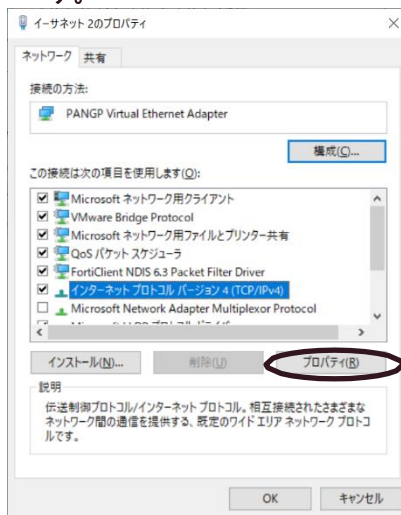 す。
イーサネット 2のプロパティ
ネットワーク 共有
接続の方法:
PANGP Virtual Ethernet Adapter
構成(C)...
この接続は次の項目を使用します(O):
Microsoft ネットワーク用クライアント
VMware Bridge Protocol
Microsoft ネットワーク用ファイルとプリンター共有
QoS パケット スケジューラ
FortiClient NDIS 6.3 Packet Filter Driver
インターネット プロトコル バージョン 4 (TCP/IPv4)
Microsoft Network Adapter Multiplexor Protocol
インストール(N)... 削除(U) プロパティ(R)
説明
伝送制御プロトコル/インターネット プロトコル。相互接続されたさまざまな
ネットワーク間の通信を提供する、既定のワイド エリア ネットワーク プロトコ
ルです。
OK キャンセル